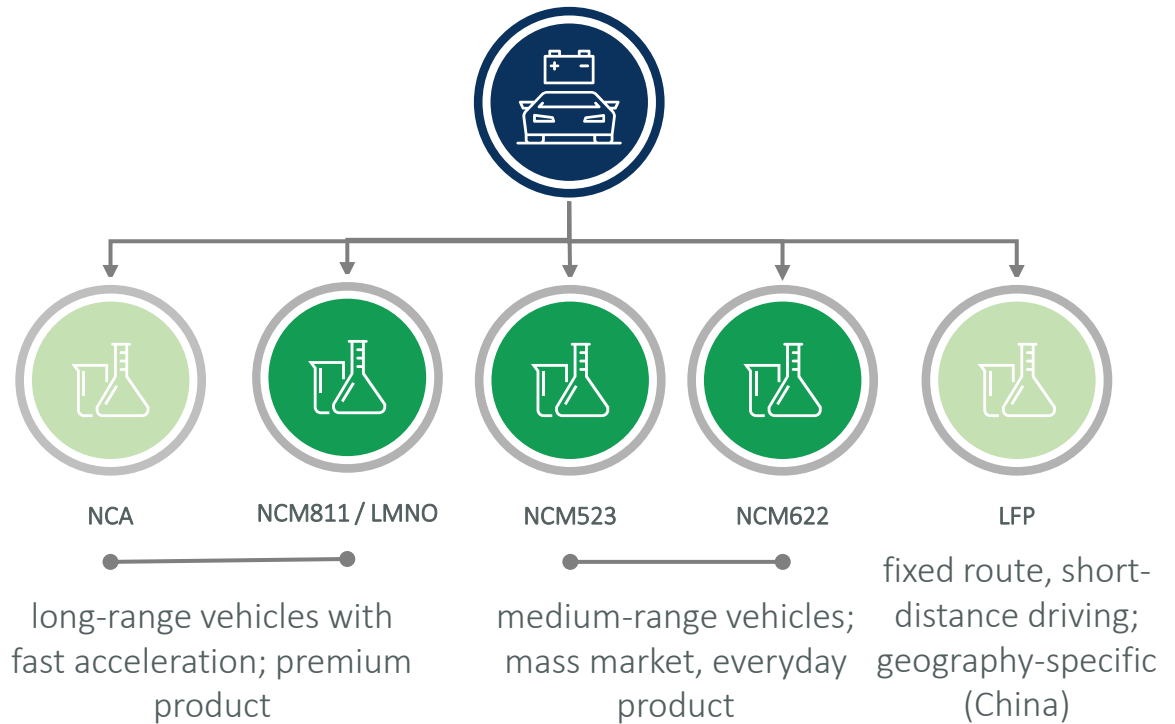 + -
NCA
NCM811 / LMNO
NCM523
NCM622
LFP
long-range vehicles with
fast acceleration; premium
product
medium-range vehicles;
mass market, everyday
product
fixed route, short-
distance driving;
geography-specific
(China)